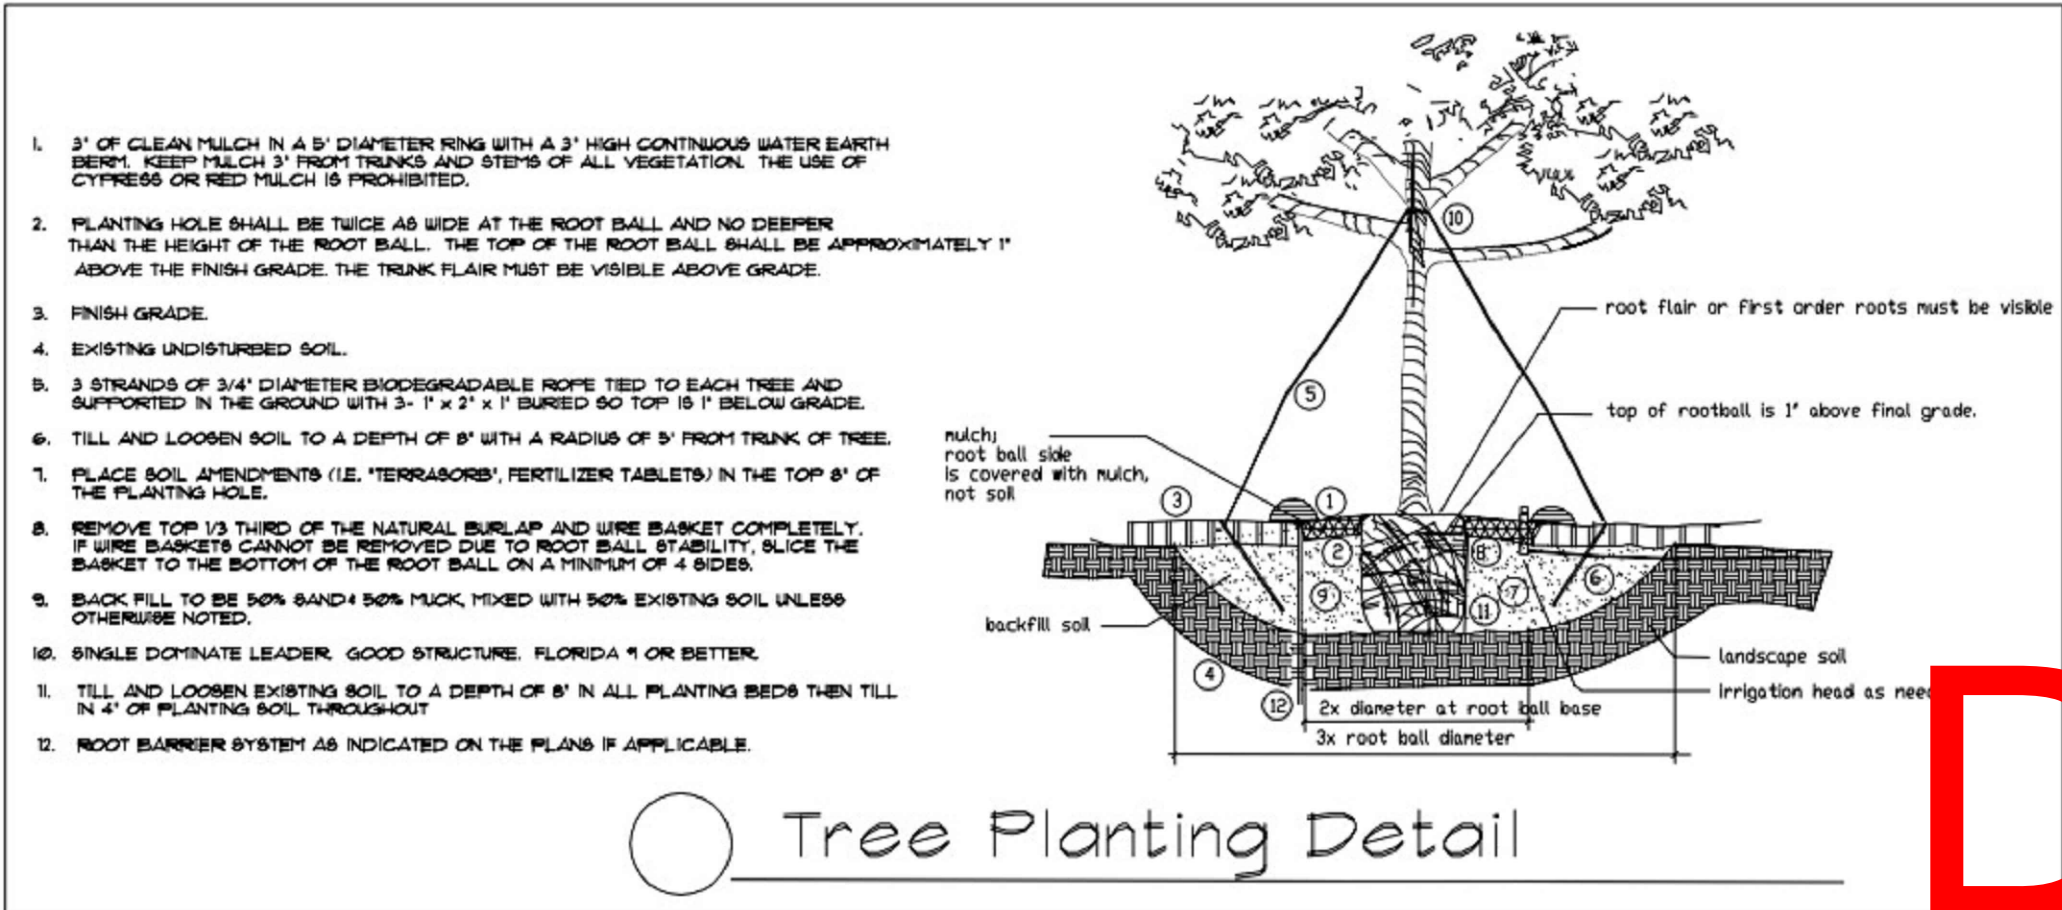 1. 3" OF CLEAN MULCH IN A 5' DIAMETER RING WITH A 3" HIGH CONTINUOUS WATER EARTH
BERM. KEEP MULCH 3" FROM TRUNKS AND STEMS OF ALL VEGETATION. THE USE OF
CYPRESS OR RED MULCH IS PROHIBITED.
2. PLANTING HOLE SHALL BE TWICE AS WIDE AT THE ROOT BALL AND NO DEEPER
THAN THE HEIGHT OF THE ROOT BALL. THE TOP OF THE ROOT BALL SHALL BE APPROXIMATELY 1"
ABOVE THE FINISH GRADE. THE TRUNK FLAIR MUST BE VISIBLE ABOVE GRADE.
3. FINISH GRADE.
4. EXISTING UNDISTURBED SOIL.
5. 3 STRANDS OF 3/4" DIAMETER BIODEGRADABLE ROPE TIED TO EACH TREE AND
SUPPORTED IN THE GROUND WITH 3- 1" x 2" x 1' BURIED SO TOP IS 1" BELOW GRADE.
6. TILL AND LOOSEN SOIL TO A DEPTH OF 8" WITH A RADIUS OF 5' FROM TRUNK OF TREE.
7. PLACE SOIL AMENDMENTS (I.E. "TERRASORB", FERTILIZER TABLETS) IN THE TOP 8" OF
THE PLANTING HOLE.
8. REMOVE TOP 1/3 THIRD OF THE NATURAL BURLAP AND WIRE BASKET COMPLETELY.
IF WIRE BASKETS CANNOT BE REMOVED DUE TO ROOT BALL STABILITY, SLICE THE
BASKET TO THE BOTTOM OF THE ROOT BALL ON A MINIMUM OF 4 SIDES.
9. BACK FILL TO BE 50% SAND & 50% MUCK, MIXED WITH 50% EXISTING SOIL UNLESS
OTHERWISE NOTED.
10. SINGLE DOMINATE LEADER. GOOD STRUCTURE. FLORIDA #1 OR BETTER.
11. TILL AND LOOSEN EXISTING SOIL TO A DEPTH OF 8" IN ALL PLANTING BEDS THEN TILL
IN 4" OF PLANTING SOIL THROUGHOUT
12. ROOT BARRIER SYSTEM AS INDICATED ON THE PLANS IF APPLICABLE.
10
root flair or first order roots must be visible
5
top of rootball is 1" above final grade.
mulch;
root ball side
is covered with mulch,
not soil
3
1
2
8
6
7
9
11
backfill soil
4
landscape soil
12
irrigation head as nee
2x diameter at root ball base
3x root ball diameter
Tree Planting Detail
D